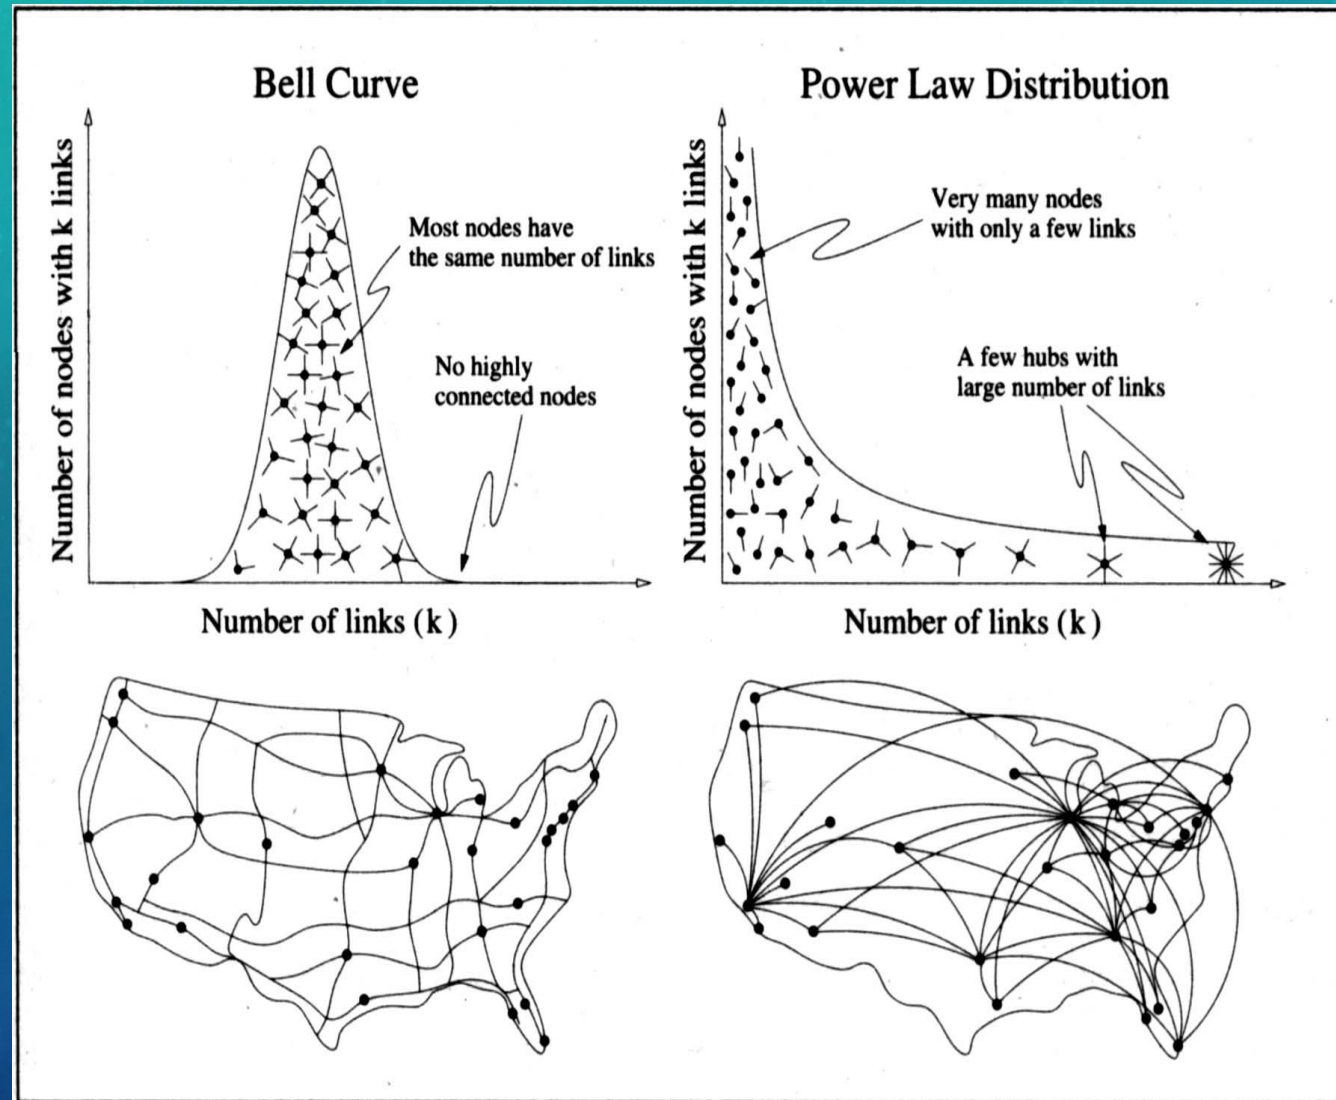 Bell Curve
Number of nodes with k links
Most nodes have
the same number of links
No highly
connected nodes
Number of links (k)
Power Law Distribution
Number of nodes with k links
Very many nodes
with only a few links
A few hubs with
large number of links
Number of links (k)